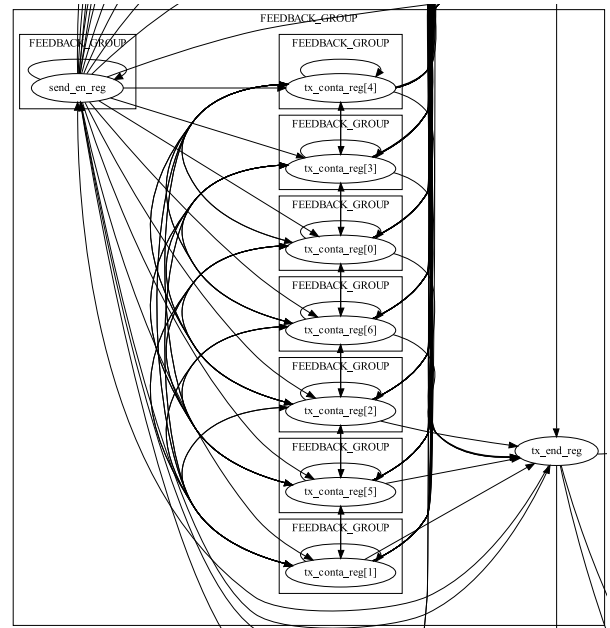 FEEDBACK_GROUP
FEEDBACK_GROUP
send_en_reg
FEEDBACK_GROUP
tx_conta_reg[4]
FEEDBACK_GROUP
tx_conta_reg[3]
FEEDBACK_GROUP
tx_conta_reg[0]
FEEDBACK_GROUP
tx_conta_reg[6]
FEEDBACK_GROUP
tx_conta_reg[2]
FEEDBACK_GROUP
tx_conta_reg[5]
FEEDBACK_GROUP
tx_conta_reg[1]
tx_end_reg